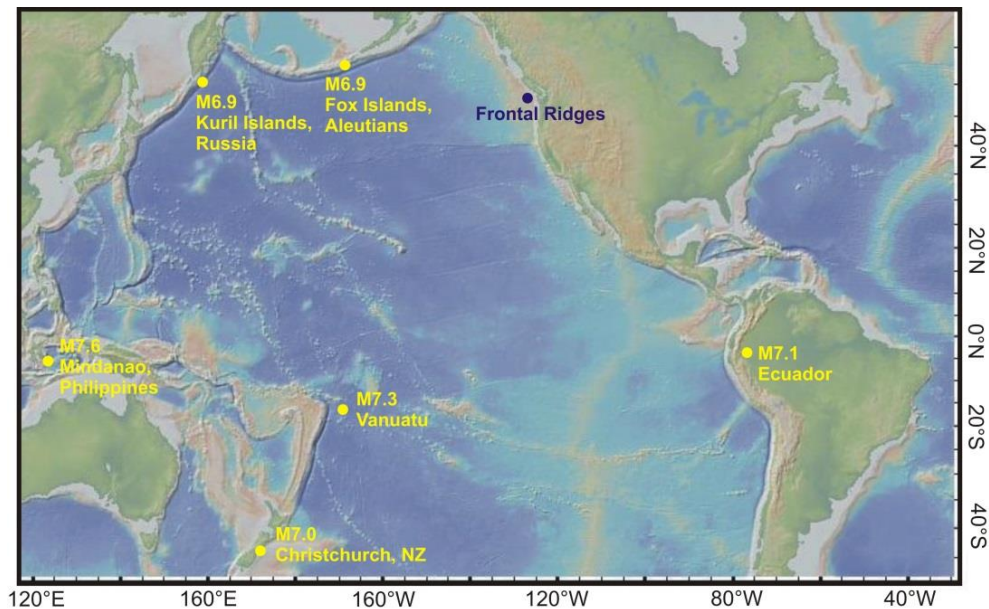 M6.9
Kuril Islands,
Russia
M6.9
Fox Islands,
Aleutians
Frontal Ridges
M7.6
Mindanao,
Philippines
M7.3
Vanuatu
M7.1
Ecuador
M7.0
Christchurch, NZ
40°N
20°N
0°N
20°S
40°S
120°E
160°E
160°W
120°W
80°W
40°W